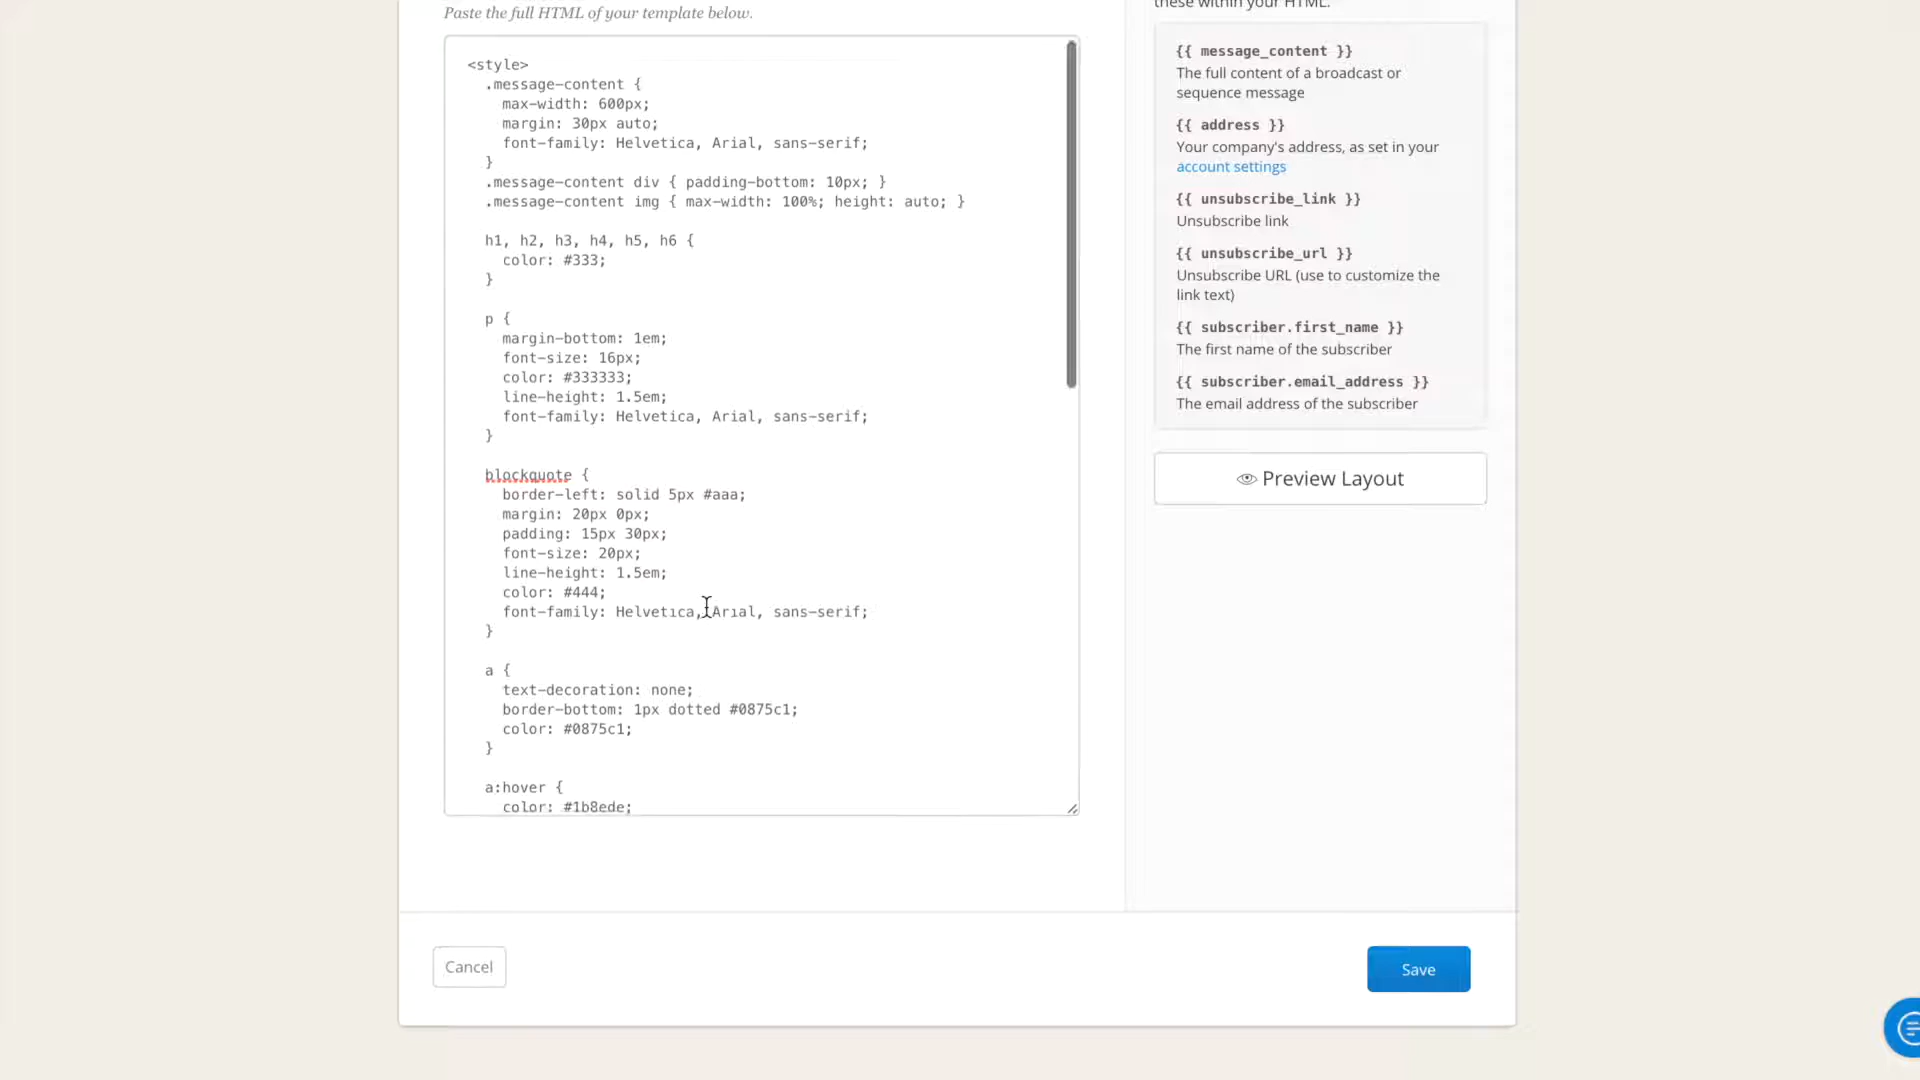 Paste the full HTML of your template below.
<style>
.message-content {
max-width: 600px;
margin: 30px auto;
font-family: Helvetica, Arial, sans-serif;
}
.message-content div { padding-bottom: 10px; }
.message-content img { max-width: 100%; height: auto; }
h1, h2, h3, h4, h5, h6 {
color: #333;
}
p {
margin-bottom: 1em;
font-size: 16px;
color: #333333;
line-height: 1.5em;
font-family: Helvetica, Arial, sans-serif;
}
blockquote {
border-left: solid 5px #aaa;
margin: 20px 0px;
padding: 15px 30px;
font-size: 20px;
line-height: 1.5em;
color: #444;
font-family: Helvetica, Arial, sans-serif;
}
a {
text-decoration: none;
border-bottom: 1px dotted #0875c1;
color: #0875c1;
}
a:hover {
color: #1b8ede;
these within your HTML.
{{ message_content }}
The full content of a broadcast or
sequence message
{{ address }}
Your company's address, as set in your
account settings
{{ unsubscribe_link }}
Unsubscribe link
{{ unsubscribe_url }}
Unsubscribe URL (use to customize the
link text)
{{ subscriber.first_name }}
The first name of the subscriber
{{ subscriber.email_address }}
The email address of the subscriber
Preview Layout
Cancel
Save